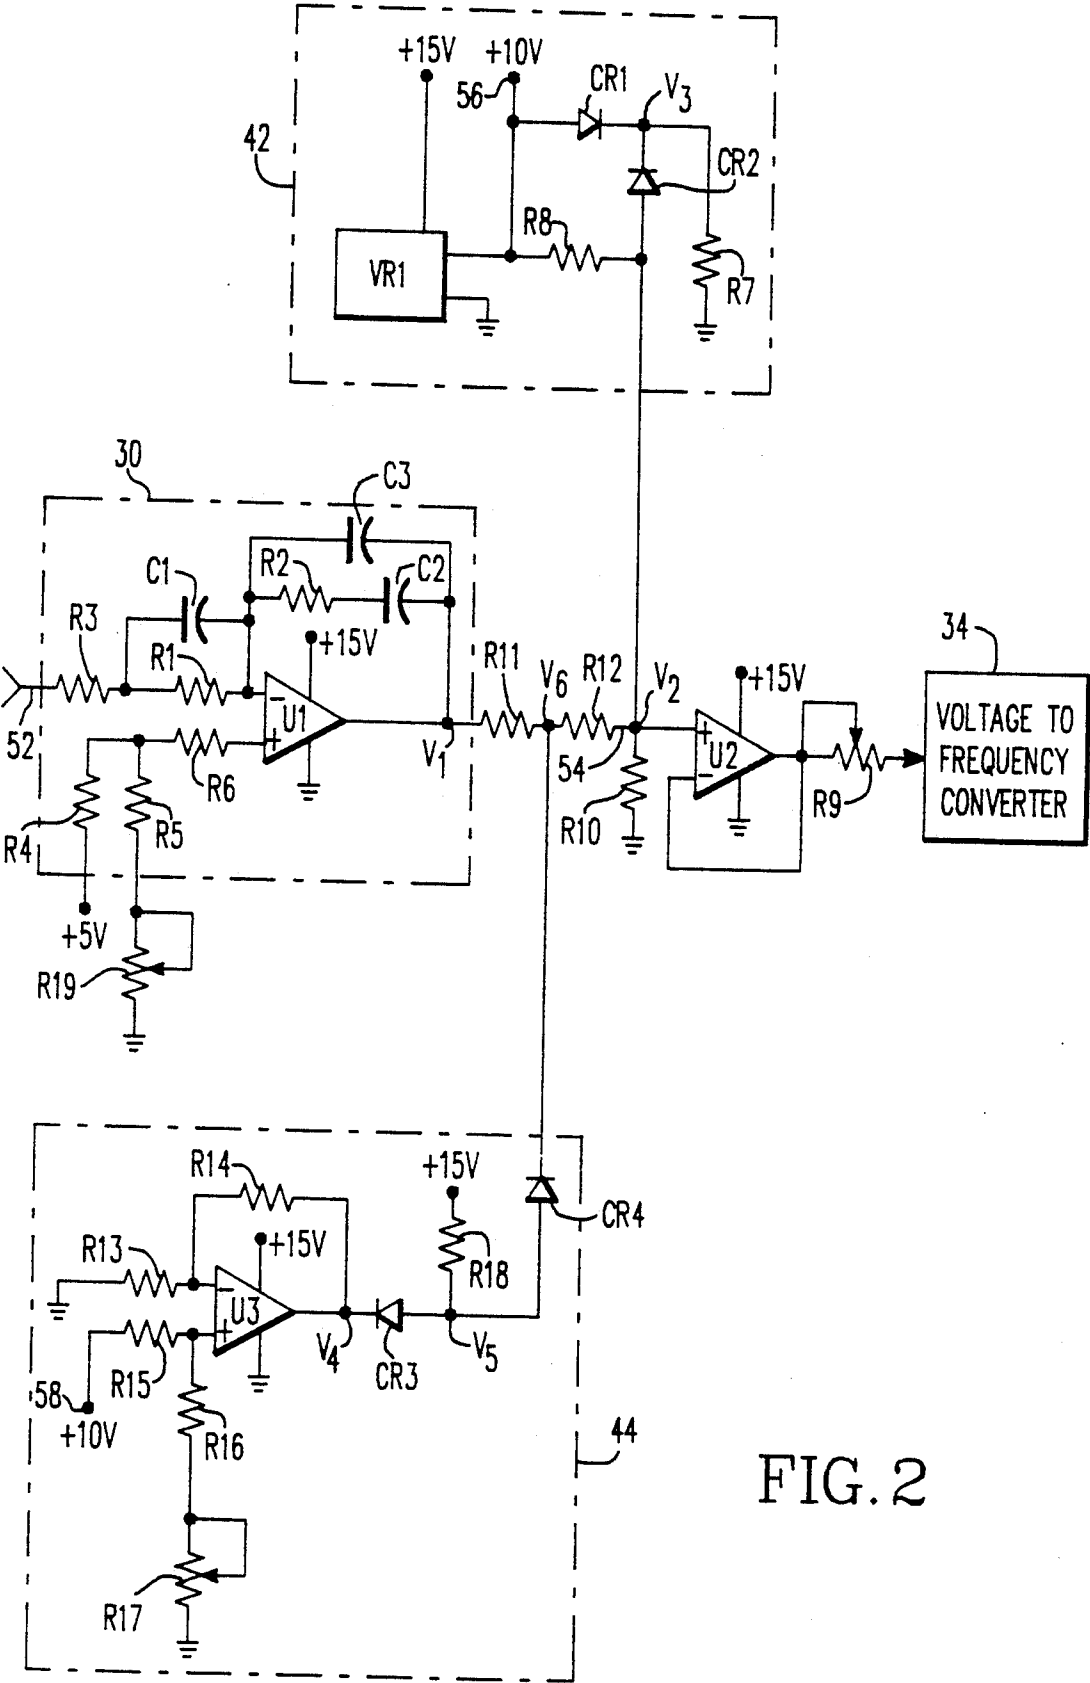 +15V +10V
56
CR1
V3
42
CR2
R8
VR1
R7
30
C3
C1
R2
C2
R3
+15V
R1
U1
52
R6
V1
R4
R5
+5V
R19
R11
V6
R12
V2
54
R10
+15V
U2
R9
34
VOLTAGE TO
FREQUENCY
CONVERTER
R14
+15V
+15V
CR4
R13
R18
U3
V4
V5
R15
CR3
58
+10V
R16
44
R17
FIG. 2